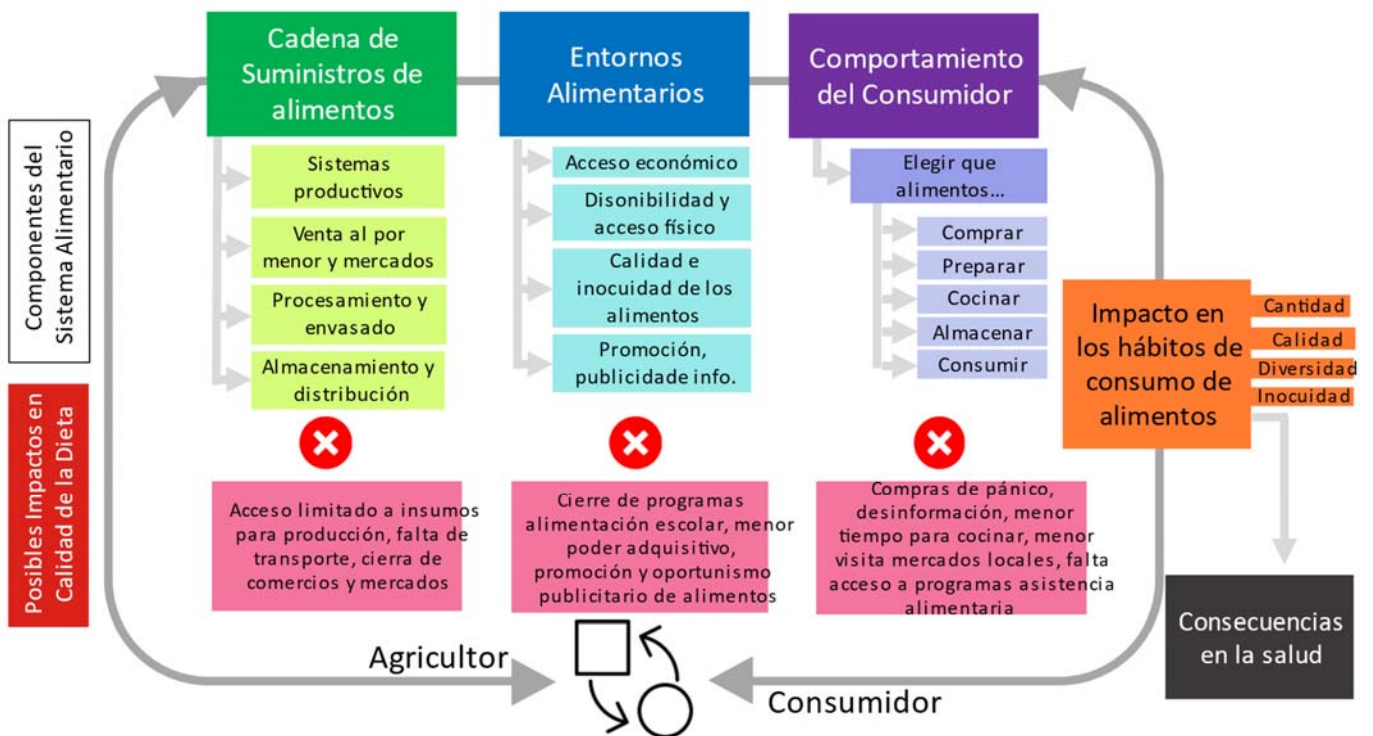 Cadena de
Suministros de
alimentos
Entornos
Alimentarios
Comportamiento
del Consumidor
Componentes del
Sistema Alimentario
Sistemas
productivos
Venta al por
menor y mercados
Procesamiento y
envasado
Almacenamiento y
distribución
Acceso económico
Disonibilidad y
acceso físico
Calidad e
inocuidad de los
alimentos
Promoción,
publicidade info.
Elegir que
alimentos...
Comprar
Preparar
Cocinar
Almacenar
Consumir
Impacto en
los hábitos de
consumo de
alimentos
Cantidad
Calidad
Diversidad
Inocuidad
Posibles Impactos en
Calidad de la Dieta
Acceso limitado a insumos
para producción, falta de
transporte, cierra de
comercios y mercados
Cierre de programas
alimentación escolar, menor
poder adquisitivo,
promoción y oportunismo
publicitario de alimentos
Compras de pánico,
desinformación, menor
tiempo para cocinar, menor
visita mercados locales, falta
acceso a programas asistencia
alimentaria
Consecuencias
en la salud
Agricultor
Consumidor